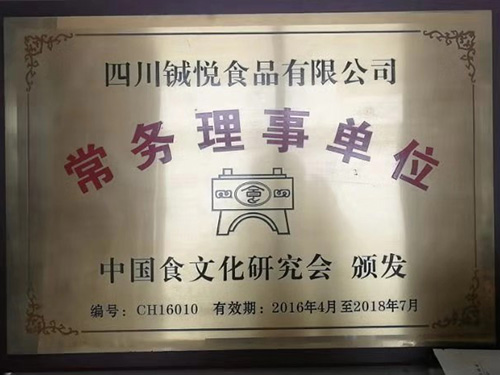 四川铖悦食品有限公司
常务理事单位
食
中国食文化研究会 颁发
编号：CH16010 有效期：2016年4月至2018年7月